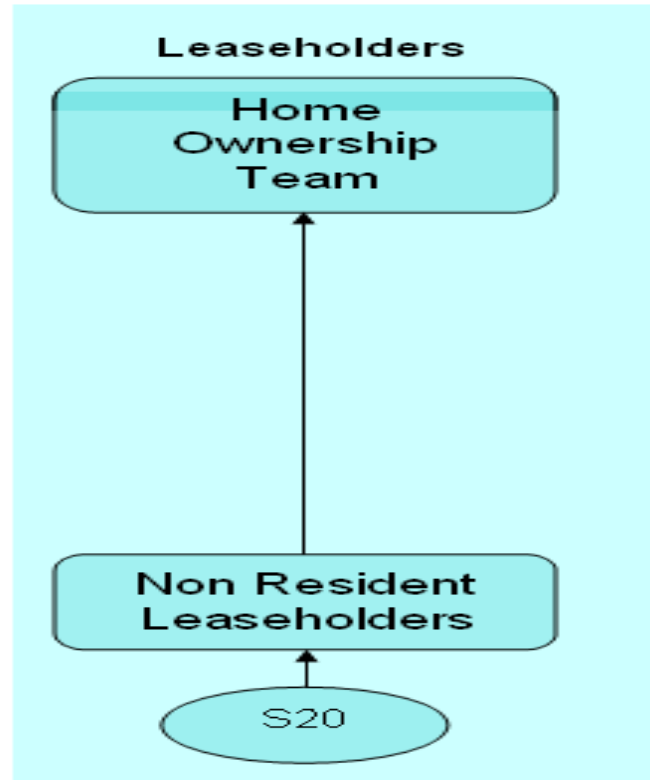 Leaseholders
Home
Ownership
Team
Non Resident
Leaseholders
S20